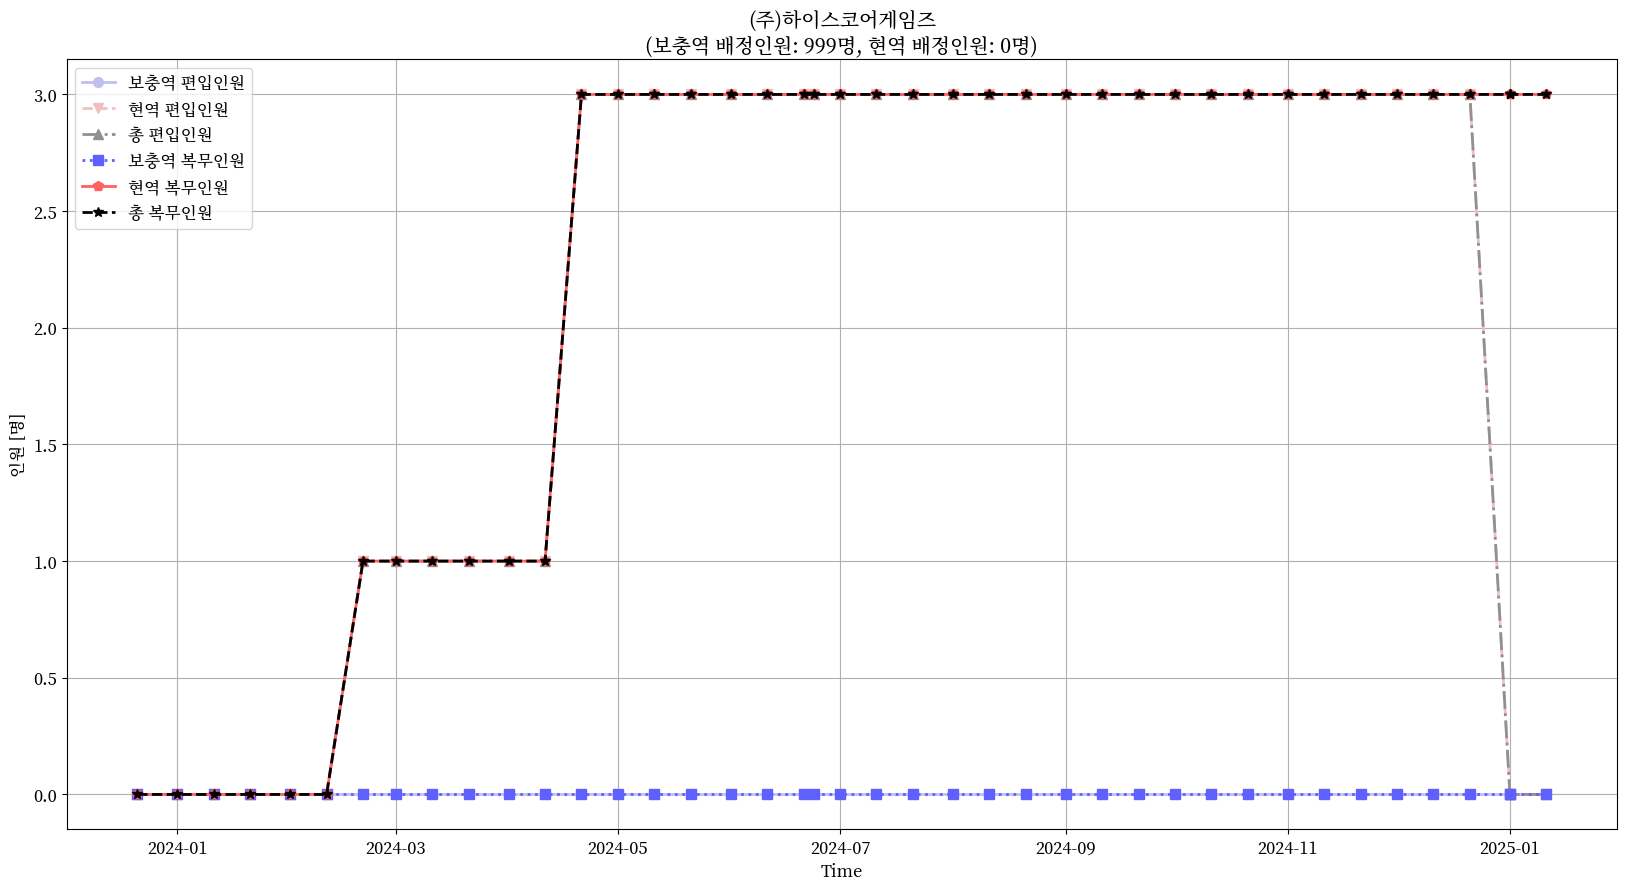 (주)하이스코어게임즈
(보충역 배정인원: 999명, 현역 배정인원: 0명)
보충역 편입인원
현역 편입인원
총 편입인원
보충역 복무인원
현역 복무인원
총 복무인원
3.0
2.5
2.0
1.5
1.0
0.5
0.0
인원 [명]
2024-01
2024-03
2024-05
2024-07
2024-09
2024-11
2025-01
Time